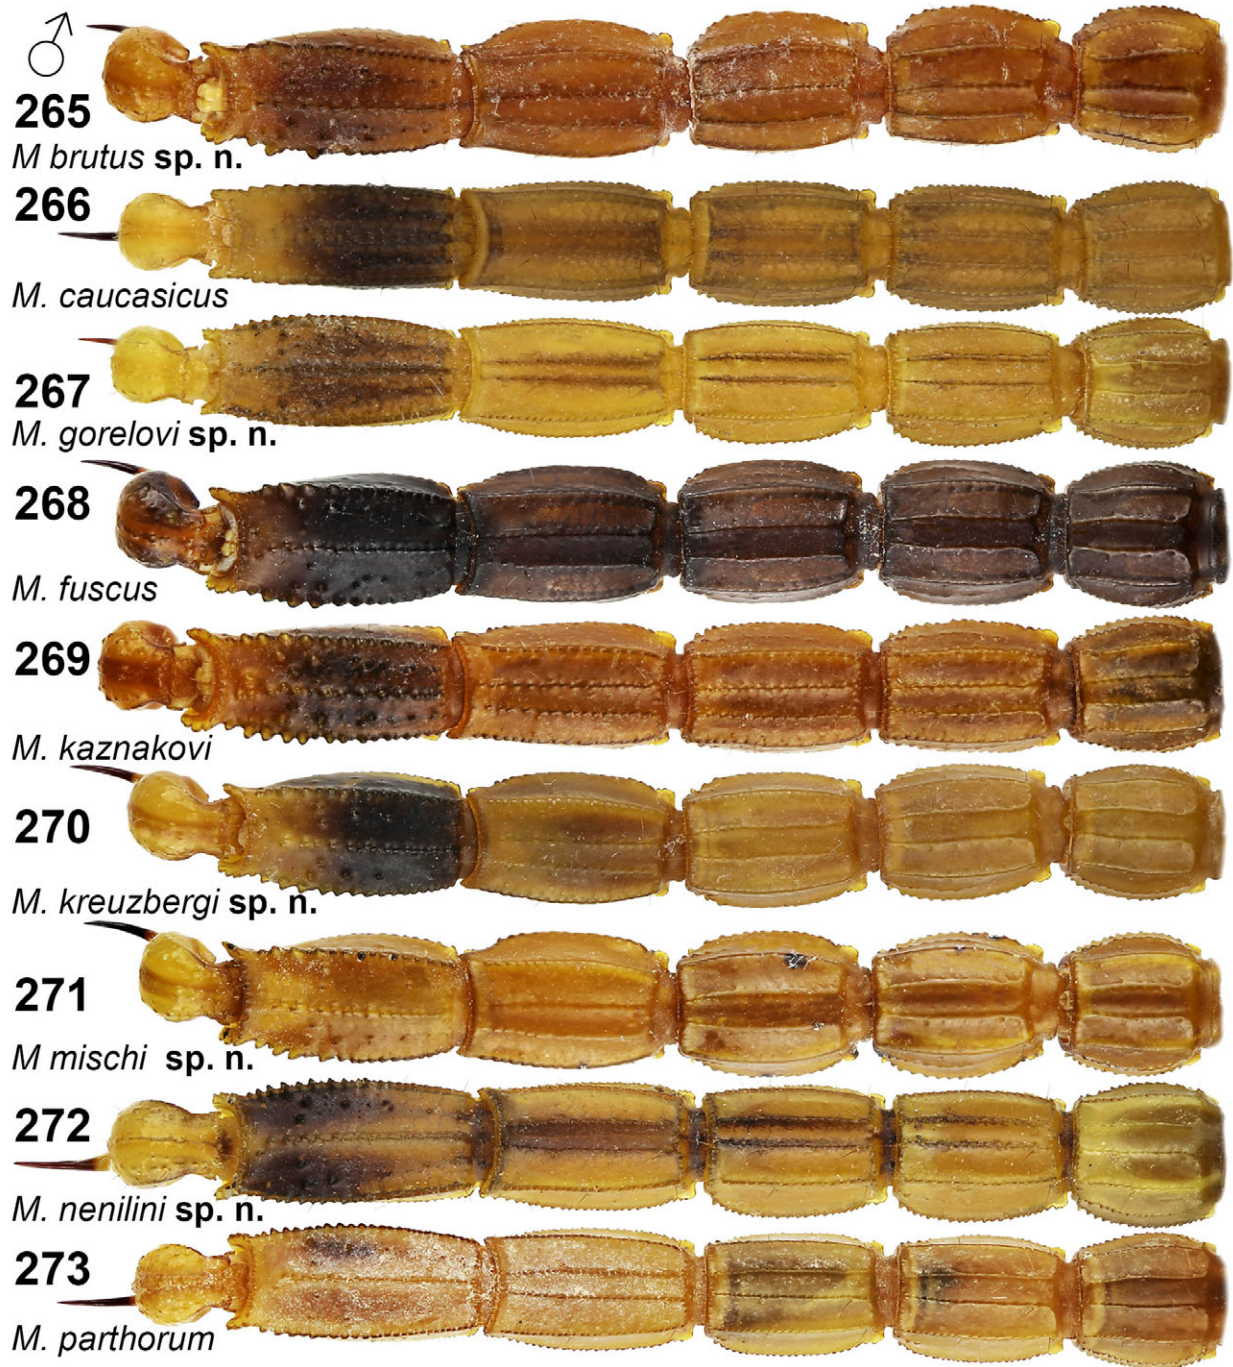 ♂
265
M brutus sp. n.
266
M. caucasicus
267
M. gorelovi sp. n.
268
M. fuscus
269
M. kaznakovi
270
M. kreuzbergi sp. n.
271
M mischi sp. n.
272
M. nenilini sp. n.
273
M. parthorum